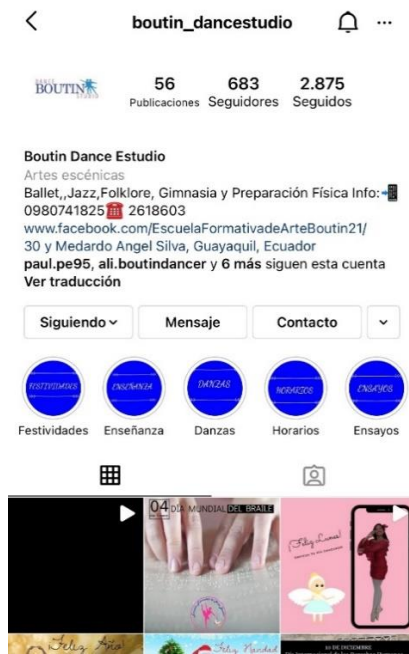 boutin_dancestudio
BOUTIN
56 683 2.875
Publicaciones Seguidores Seguidos
Boutin Dance Estudio
Artes escénicas
Ballet,,Jazz,Folklore, Gimnasia y Preparación Física Info:
0980741825 2618603
www.facebook.com/EscuelaFormativadeArteBoutin21/
30 y Medardo Angel Silva, Guayaquil, Ecuador
paul.pe95, ali.boutindancer y 6 más siguen esta cuenta
Ver traducción
Siguiendo Mensaje Contacto
FESTIVIDADES ENSEÑANZA DANZAS HORARIOS ENSAYOS
Festividades Enseñanza Danzas Horarios Ensayos
04 DÍA MUNDIAL DEL BRAILE
¡Feliz Lunes!
Feliz Año!
Feliz Navidad
10 DE DICIEMBRE